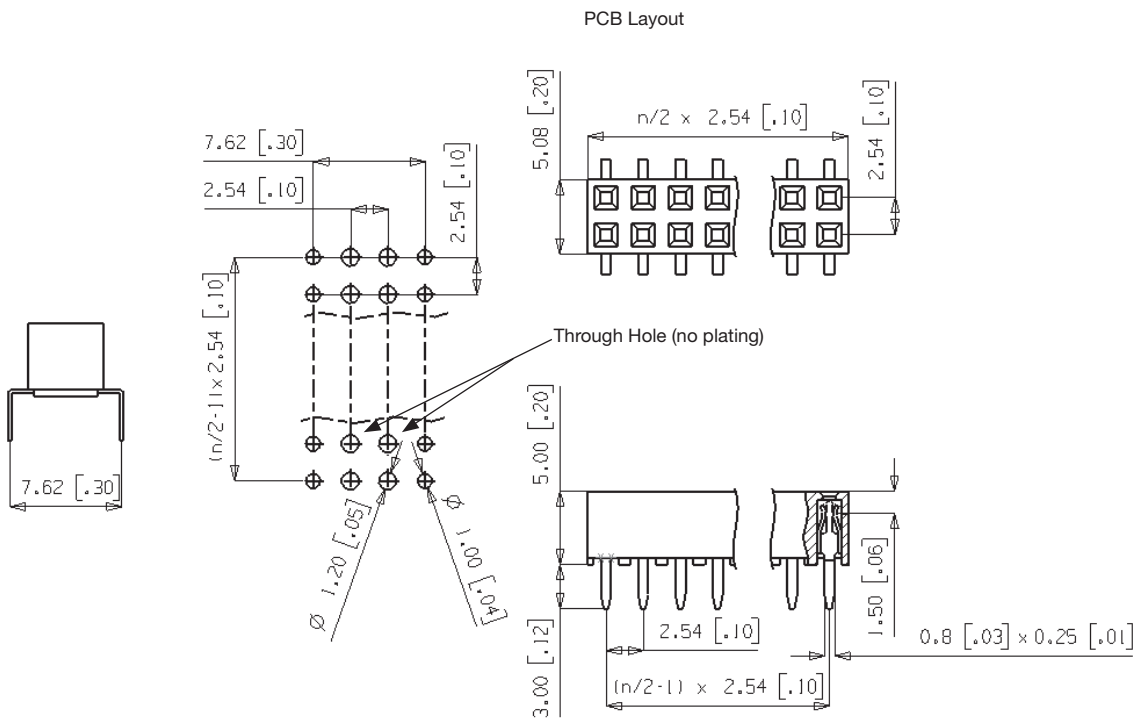 PCB Layout
5.08 [.20]
n/2 x 2.54 [.10]
2.54 [.10]
7.62 [.30]
2.54 [.10]
2.54 [.10]
(n/2-1)x2.54 [.10]
Through Hole (no plating)
7.62 [.30]
Ø 1.20 [.05]
Ø 1.00 [.04]
5.00 [.20]
3.00 [.12]
2.54 [.10]
(n/2-1) x 2.54 [.10]
1.50 [.06]
0.8 [.03] x 0.25 [.01]